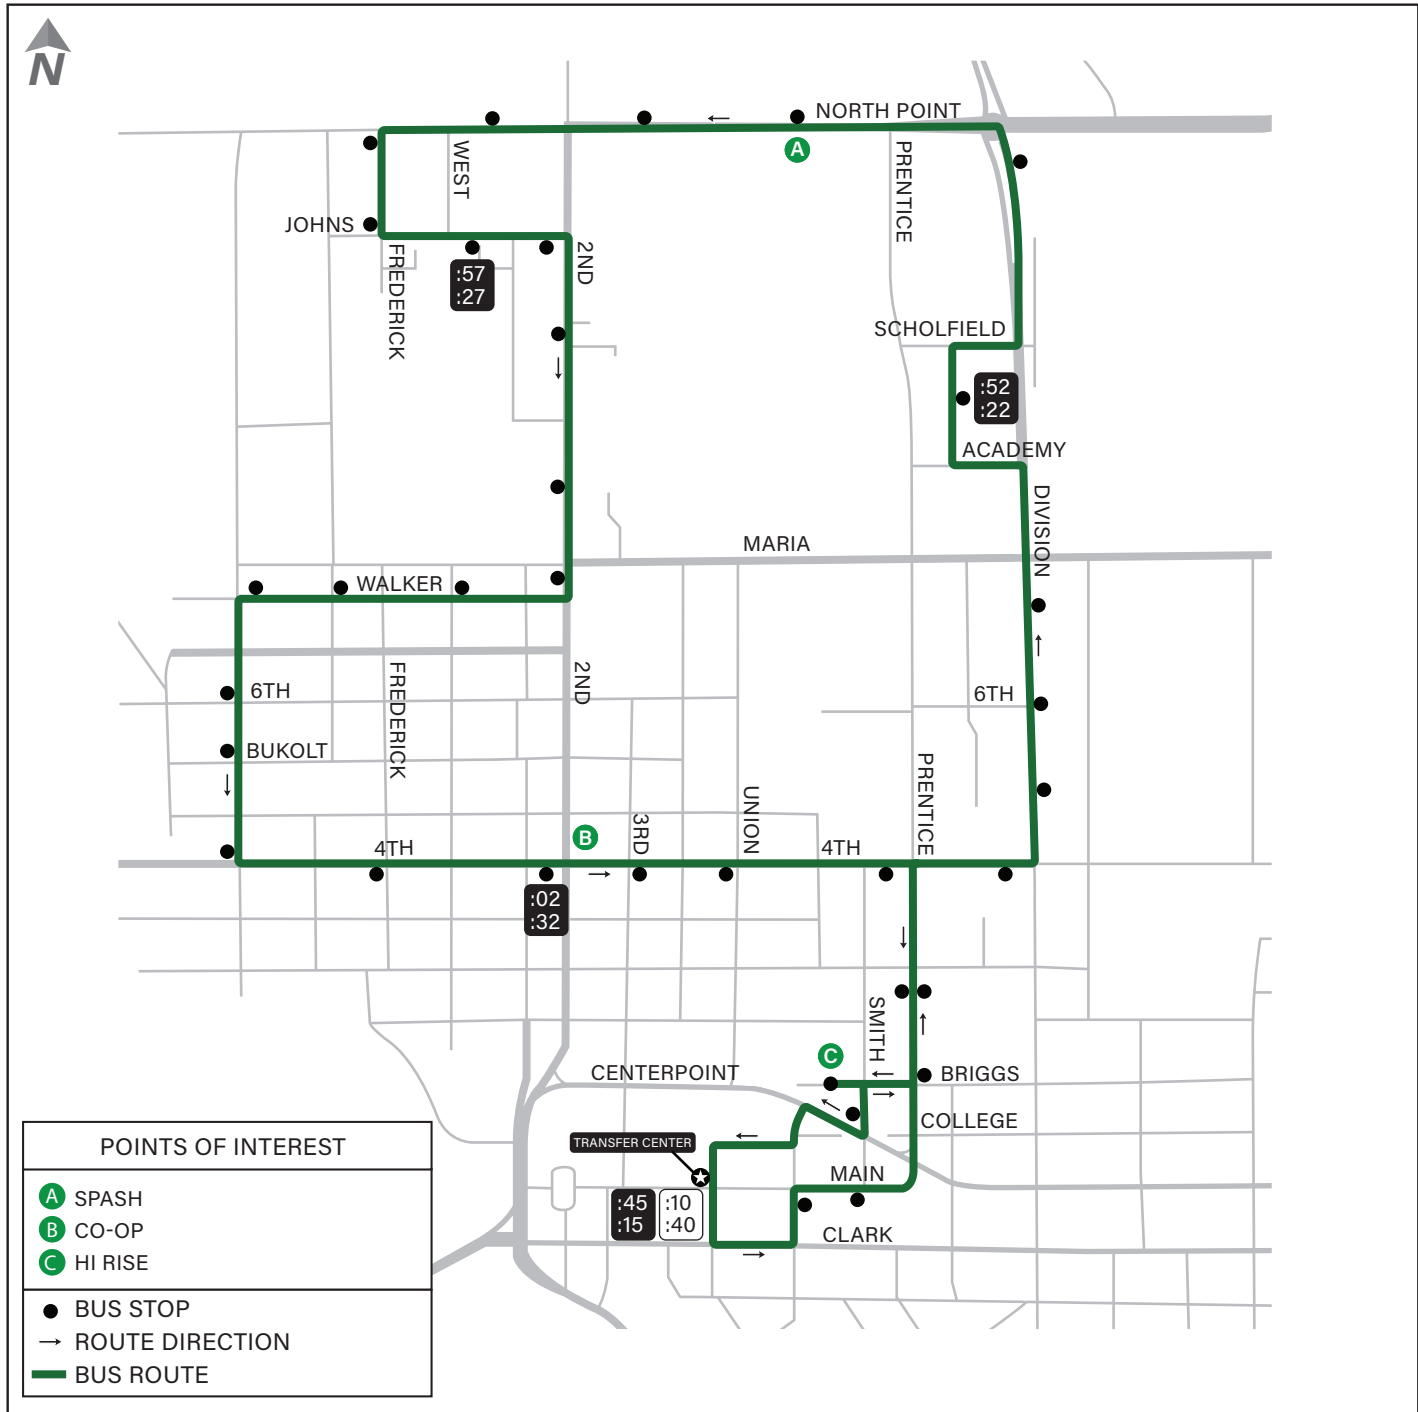 N
NORTH POINT
A
WEST
PRENTICE
JOHNS
FREDERICK
2ND
:57
:27
SCHOLFIELD
:52
:22
ACADEMY
DIVISION
MARIA
WALKER
6TH
FREDERICK
2ND
6TH
BUKOLT
PRENTICE
UNION
3RD
B
4TH
4TH
:02
:32
SMITH
C
CENTERPOINT
BRIGGS
COLLEGE
TRANSFER CENTER
MAIN
:45
:15
:10
:40
CLARK
POINTS OF INTEREST
A SPASH
B CO-OP
C HI RISE
BUS STOP
ROUTE DIRECTION
BUS ROUTE